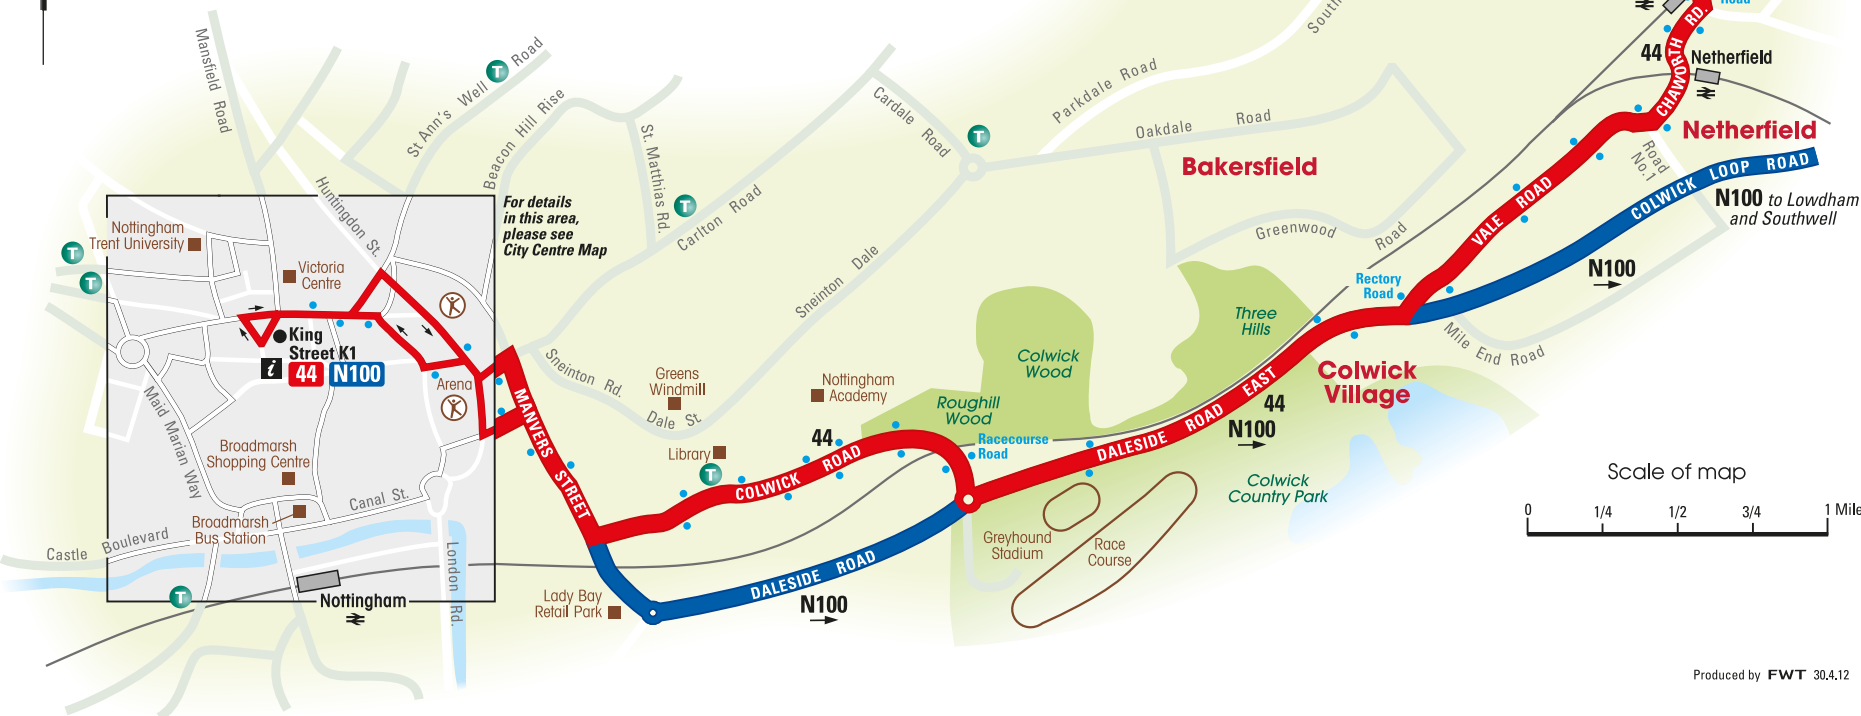 Mansfield Road
St Ann's Well Road
Beacon Hill Rise
St. Matthias Rd.
Carlton Road
Cardale Road
Parkdale Road
South
Oakdale Road
Bakersfield
Greenwood Road
Sneinton Dale
Huntingdon St.
T
T
T
T
T
T
T
For details
in this area,
please see
City Centre Map
Nottingham
Trent University
Victoria
Centre
King
Street K1
i
44 N100
Arena
Maid Marian Way
Broadmarsh
Shopping Centre
Broadmarsh
Bus Station
Canal St.
Castle Boulevard
London Rd.
Nottingham
MANVERS STREET
Sneinton Rd.
Dale St.
Greens
Windmill
Library
Nottingham
Academy
44
COLWICK ROAD
Lady Bay
Retail Park
DALESIDE ROAD
N100
Roughill
Wood
Racecourse
Road
Colwick
Wood
Three
Hills
DALESIDE ROAD EAST
44
N100
Greyhound
Stadium
Race
Course
Colwick
Country Park
Colwick
Village
Rectory
Road
Mile End Road
VALE ROAD
N100
COLWICK LOOP ROAD
N100 to Lowdham
and Southwell
Netherfield
Road No.1
CHAWORTH RD.
44
Netherfield
Road
Scale of map
0 1/4 1/2 3/4 1 Mile
Produced by FWT 30.4.12